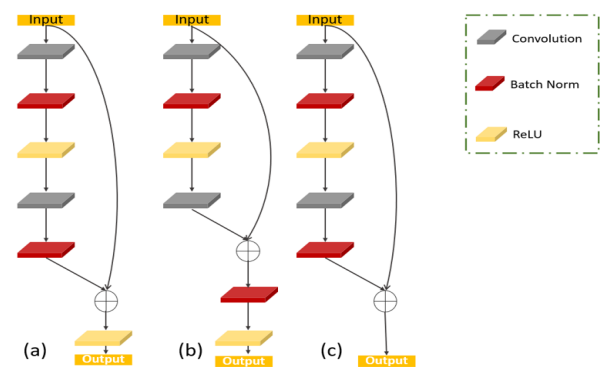 Input
Input
Input
Convolution
Batch Norm
ReLU
(a)
(b)
(c)
Output
Output
Output